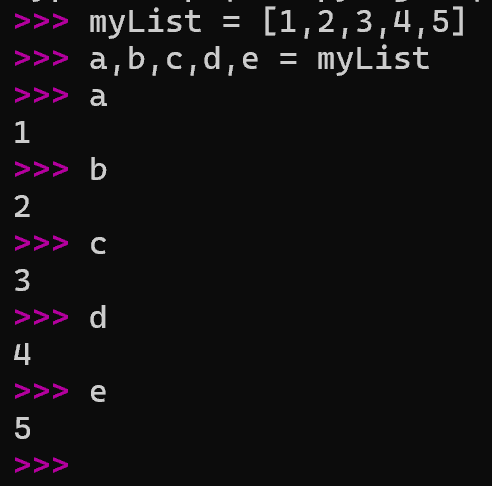 >>> myList = [1,2,3,4,5]
>>> a,b,c,d,e = myList
>>> a
1
>>> b
2
>>> c
3
>>> d
4
>>> e
5
>>>